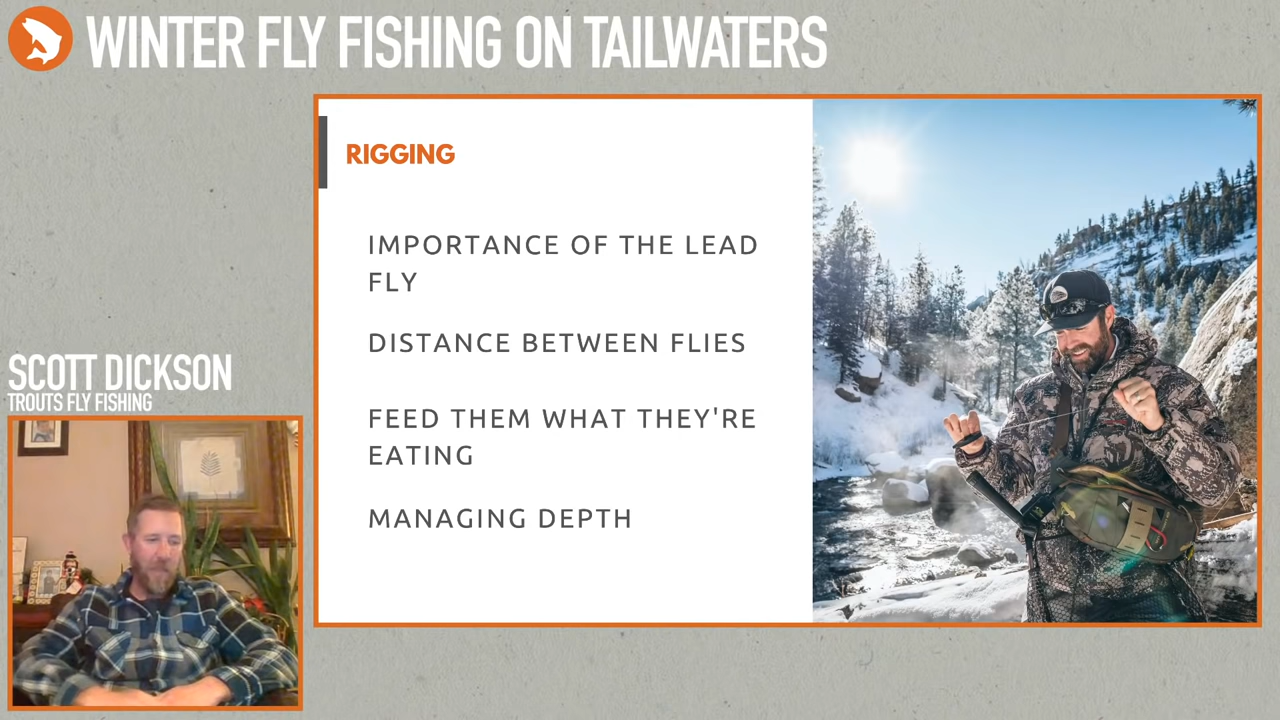 WINTER FLY FISHING ON TAILWATERS
RIGGING
IMPORTANCE OF THE LEAD
FLY
DISTANCE BETWEEN FLIES
FEED THEM WHAT THEY'RE
EATING
MANAGING DEPTH
SCOTT DICKSON
TROUTS FLY FISHING